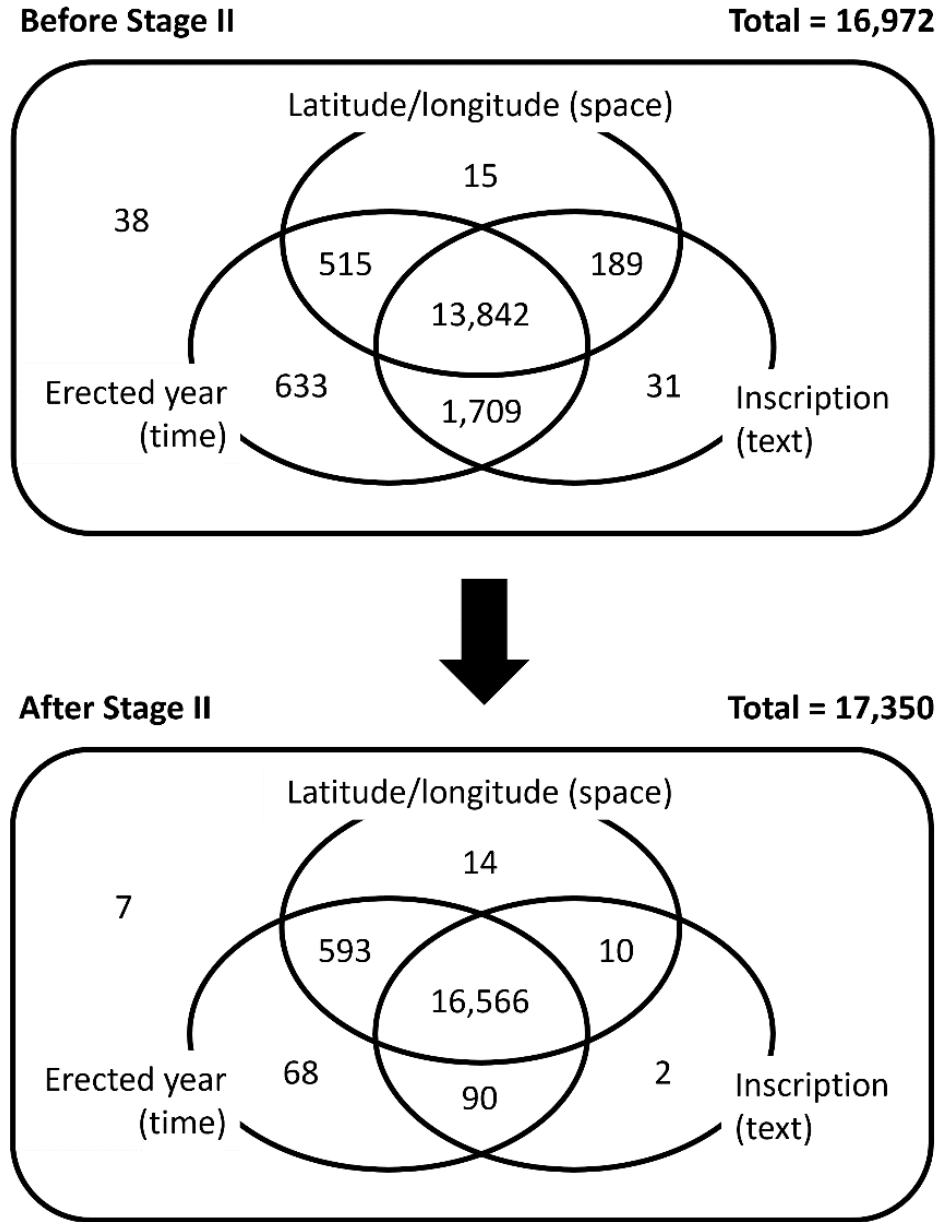 Before Stage II
Total = 16,972
Latitude/longitude (space)
15
38
515
189
13,842
Erected year
(time)
633
1,709
31
Inscription
(text)
After Stage II
Total = 17,350
Latitude/longitude (space)
14
7
593
10
16,566
Erected year
(time)
68
90
2
Inscription
(text)